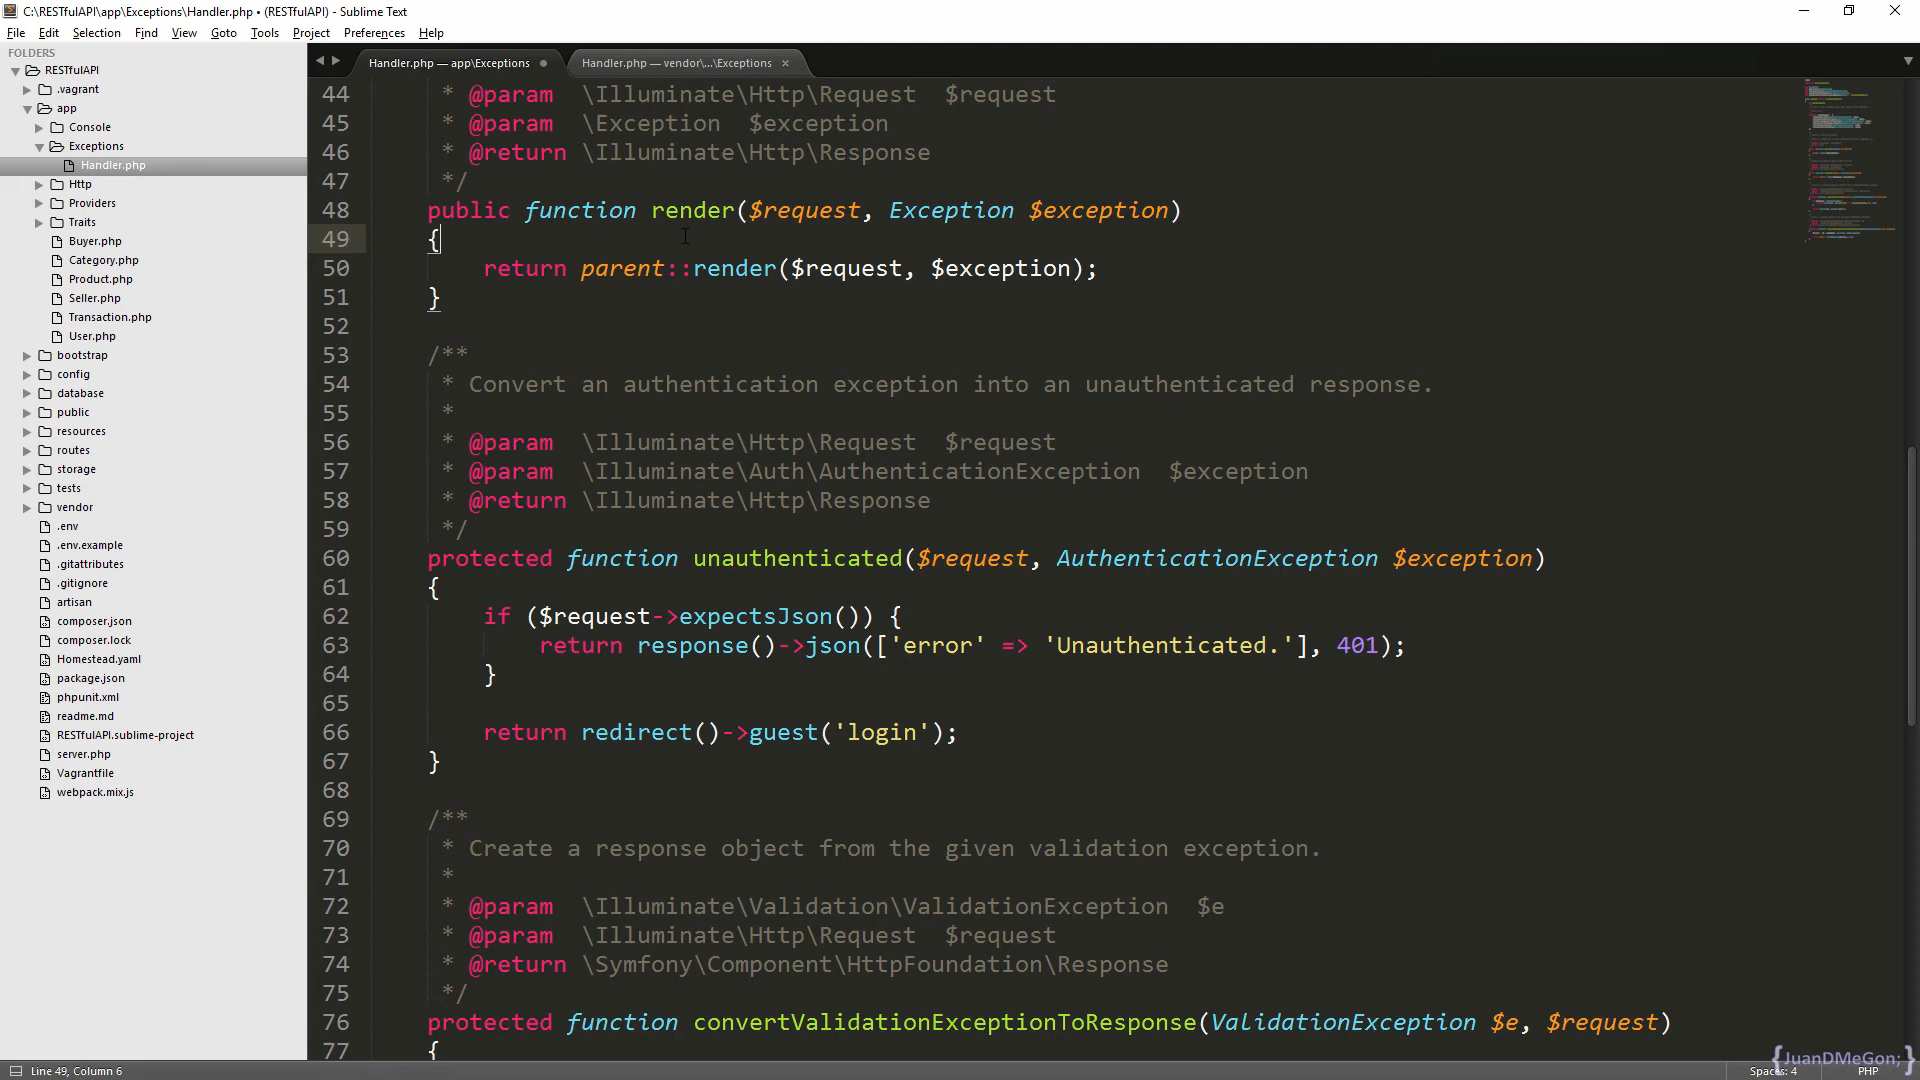 C:\RESTfulAPI\app\Exceptions\Handler.php • (RESTfulAPI) - Sublime Text
File Edit Selection Find View Goto Tools Project Preferences Help
FOLDERS
RESTfulAPI
.vagrant
app
Console
Exceptions
Handler.php
Http
Providers
Traits
Buyer.php
Category.php
Product.php
Seller.php
Transaction.php
User.php
bootstrap
config
database
public
resources
routes
storage
tests
vendor
.env
.env.example
.gitattributes
.gitignore
artisan
composer.json
composer.lock
Homestead.yaml
package.json
phpunit.xml
readme.md
RESTfulAPI.sublime-project
server.php
Vagrantfile
webpack.mix.js
Handler.php — app\Exceptions
Handler.php — vendor\...\Exceptions ×
44 * @param \Illuminate\Http\Request $request
45 * @param \Exception $exception
46 * @return \Illuminate\Http\Response
47 */
48 public function render($request, Exception $exception)
49 {
50 return parent::render($request, $exception);
51 }
52
53 /**
54 * Convert an authentication exception into an unauthenticated response.
55 *
56 * @param \Illuminate\Http\Request $request
57 * @param \Illuminate\Auth\AuthenticationException $exception
58 * @return \Illuminate\Http\Response
59 */
60 protected function unauthenticated($request, AuthenticationException $exception)
61 {
62 if ($request->expectsJson()) {
63 return response()->json(['error' => 'Unauthenticated.'], 401);
64 }
65
66 return redirect()->guest('login');
67 }
68
69 /**
70 * Create a response object from the given validation exception.
71 *
72 * @param \Illuminate\Validation\ValidationException $e
73 * @param \Illuminate\Http\Request $request
74 * @return \Symfony\Component\HttpFoundation\Response
75 */
76 protected function convertValidationExceptionToResponse(ValidationException $e, $request)
77 {
Line 49, Column 6
{JuanDMeGon;}
Spaces: 4
PHP